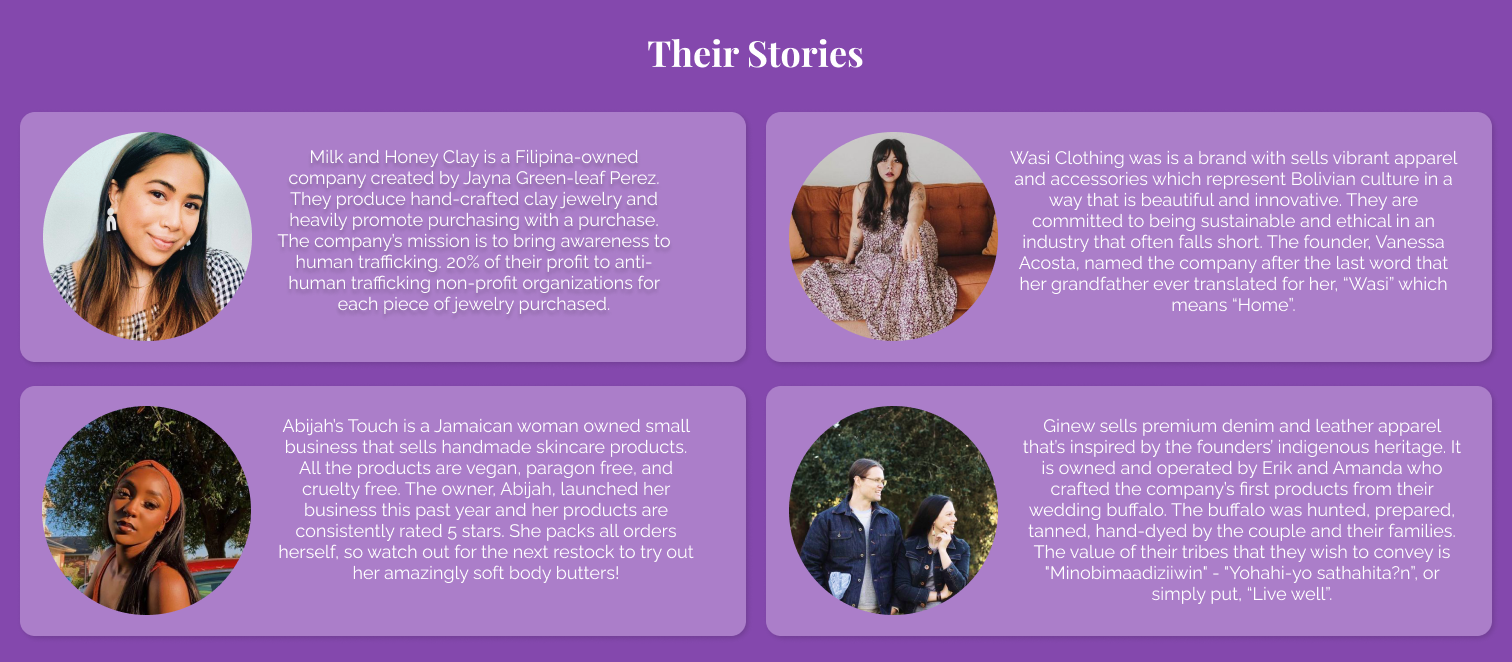 Their Stories
Milk and Honey Clay is a Filipina-owned
company created by Jayna Green-leaf Perez.
They produce hand-crafted clay jewelry and
heavily promote purchasing with a purchase.
The company's mission is to bring awareness to
human trafficking. 20% of their profit to anti-
human trafficking non-profit organizations for
each piece of jewelry purchased.
Wasi Clothing was is a brand with sells vibrant apparel
and accessories which represent Bolivian culture in a
way that is beautiful and innovative. They are
committed to being sustainable and ethical in an
industry that often falls short. The founder, Vanessa
Acosta, named the company after the last word that
her grandfather ever translated for her, “Wasi” which
means “Home”.
Abijah's Touch is a Jamaican woman owned small
business that sells handmade skincare products.
All the products are vegan, paragon free, and
cruelty free. The owner, Abijah, launched her
business this past year and her products are
consistently rated 5 stars. She packs all orders
herself, so watch out for the next restock to try out
her amazingly soft body butters!
Ginew sells premium denim and leather apparel
that's inspired by the founders' indigenous heritage. It
is owned and operated by Erik and Amanda who
crafted the company's first products from their
wedding buffalo. The buffalo was hunted, prepared,
tanned, hand-dyed by the couple and their families.
The value of their tribes that they wish to convey is
"Minobimaadiziiwin" - "Yohahi-yo sathahita?n”, or
simply put, “Live well”.